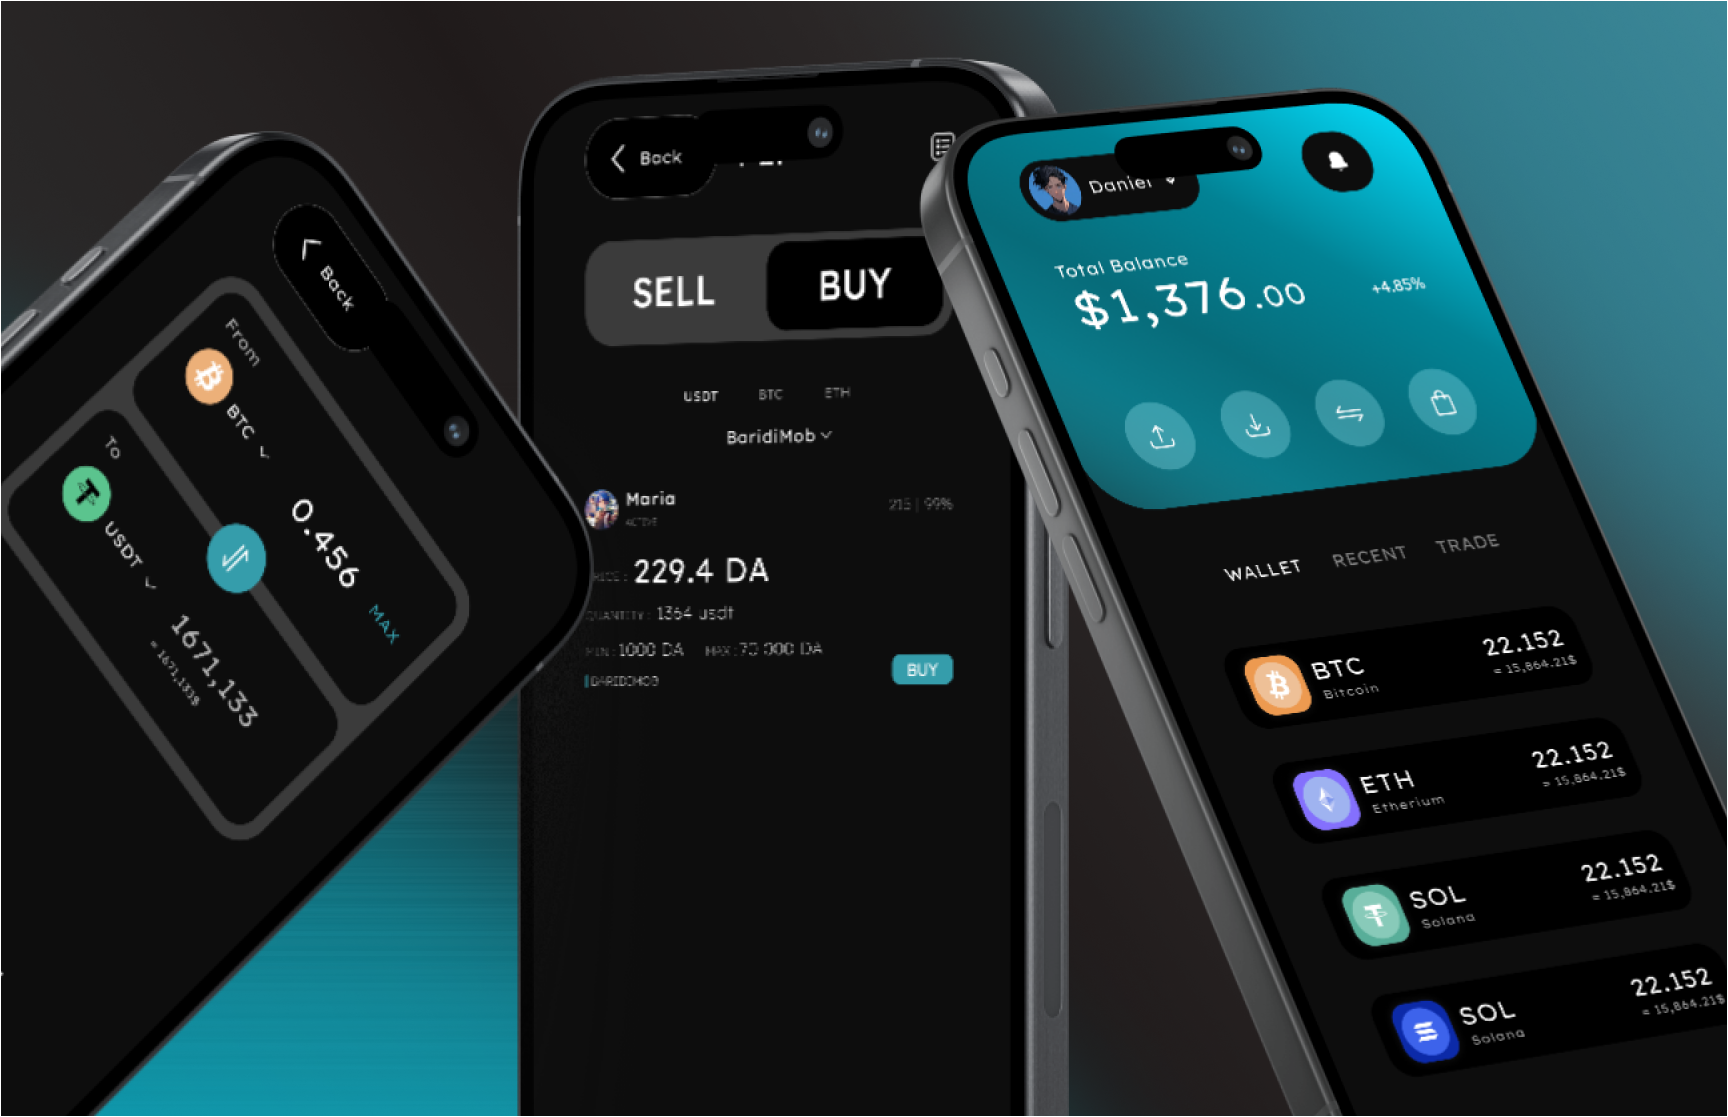 Back
From
BTC
0.456
MAX
To
USDT
1671,133
≈ 1671,133$
Back
SELL
BUY
USDT BTC ETH
BaridiMob
Maria
ACTIVE
215 | 99%
229.4 DA
QUANTITY : 1364 usdt
MIN : 1000 DA MAX : 70 000 DA
BARIDIMOB
BUY
Daniel
Total Balance
$1,376.00
+4.85%
WALLET RECENT TRADE
BTC
Bitcoin
22.152
≈ 15,864.21$
ETH
Etherium
22.152
≈ 15,864.21$
SOL
Solana
22.152
≈ 15,864.21$
SOL
Solana
22.152
≈ 15,864.21$